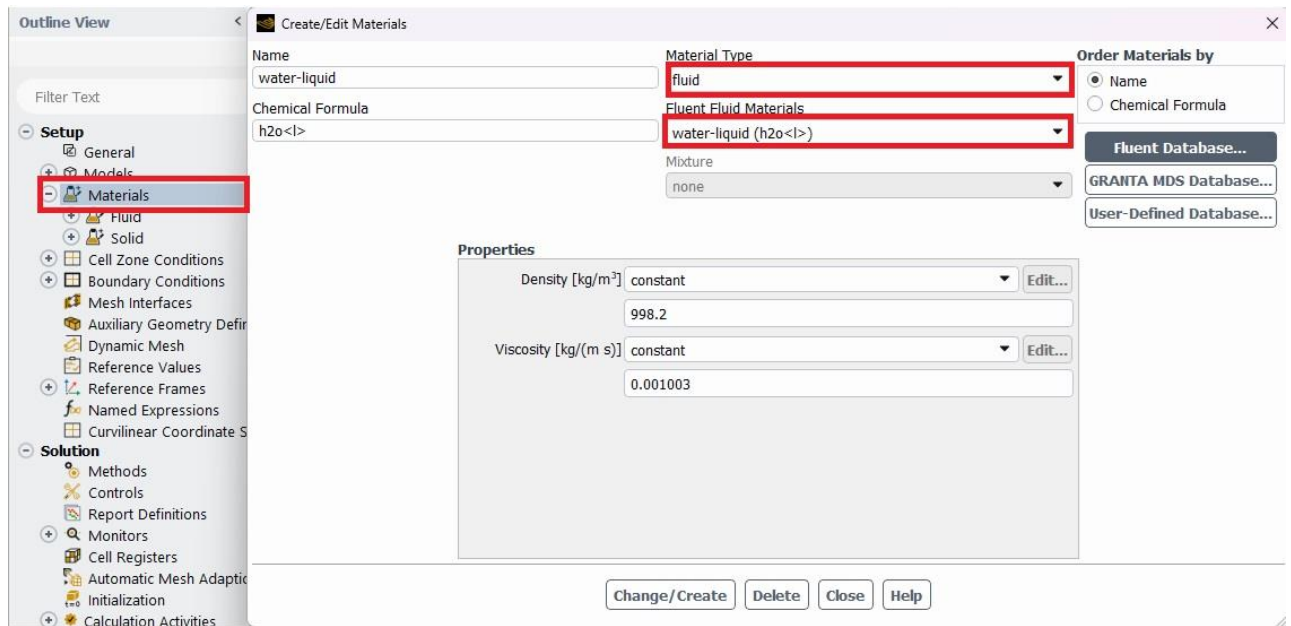 Outline View
Filter Text
Setup
General
Models
Materials
Fluid
Solid
Cell Zone Conditions
Boundary Conditions
Mesh Interfaces
Auxiliary Geometry Defin
Dynamic Mesh
Reference Values
Reference Frames
Named Expressions
Curvilinear Coordinate S
Solution
Methods
Controls
Report Definitions
Monitors
Cell Registers
Automatic Mesh Adaptio
Initialization
Calculation Activities
Create/Edit Materials
Name
water-liquid
Chemical Formula
h2o<l>
Material Type
fluid
Fluent Fluid Materials
water-liquid (h2o<l>)
Mixture
none
Order Materials by
Name
Chemical Formula
Fluent Database...
GRANTA MDS Database...
User-Defined Database...
Properties
Density [kg/m³] constant Edit...
998.2
Viscosity [kg/(m s)] constant Edit...
0.001003
Change/Create Delete Close Help